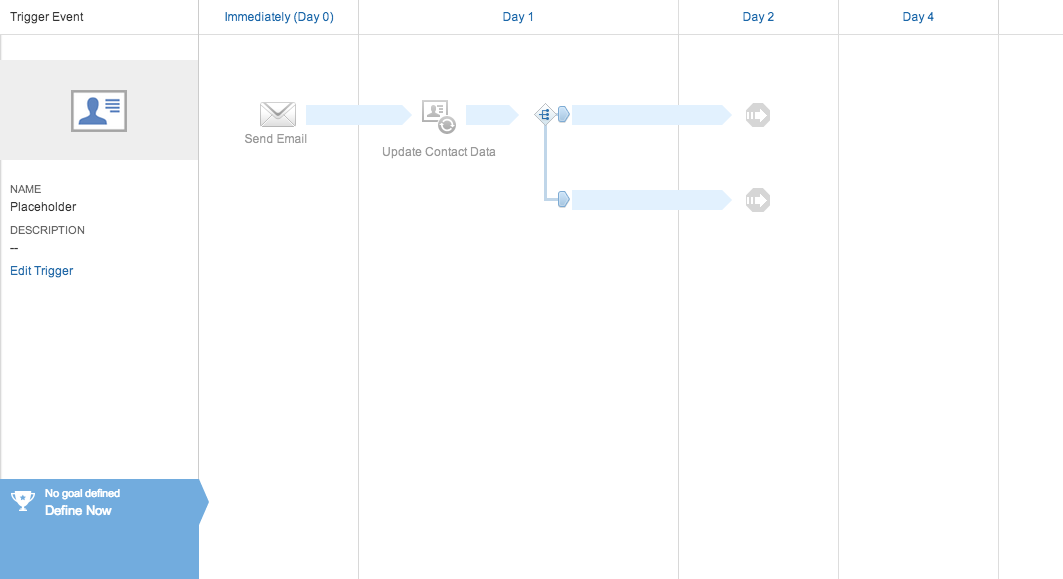 Trigger Event
Immediately (Day 0)
Day 1
Day 2
Day 4
Send Email
Update Contact Data
NAME
Placeholder
DESCRIPTION
--
Edit Trigger
No goal defined
Define Now